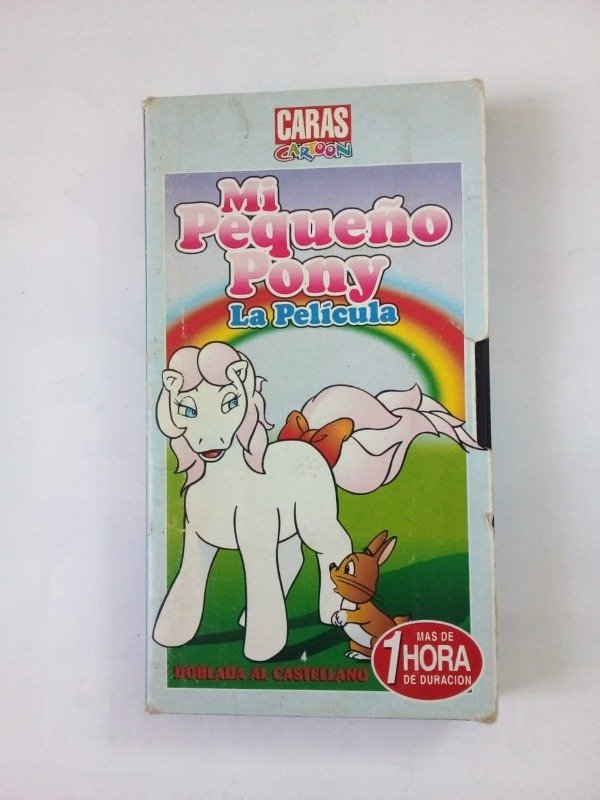 CARAS
CARTOON
Mi
Pequeño
Pony
La Película
DOBLADA AL CASTELLANO
MAS DE
1 HORA
DE DURACION